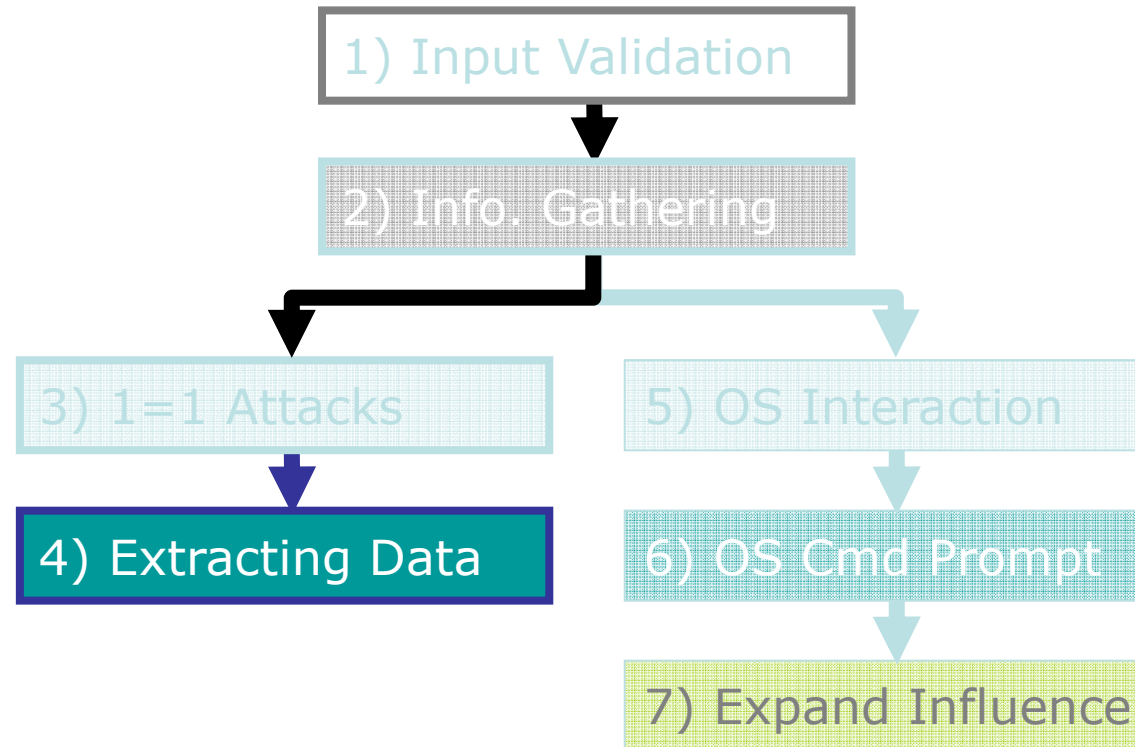 1) Input Validation
2) Info. Gathering
3) 1=1 Attacks
5) OS Interaction
4) Extracting Data
6) OS Cmd Prompt
7) Expand Influence